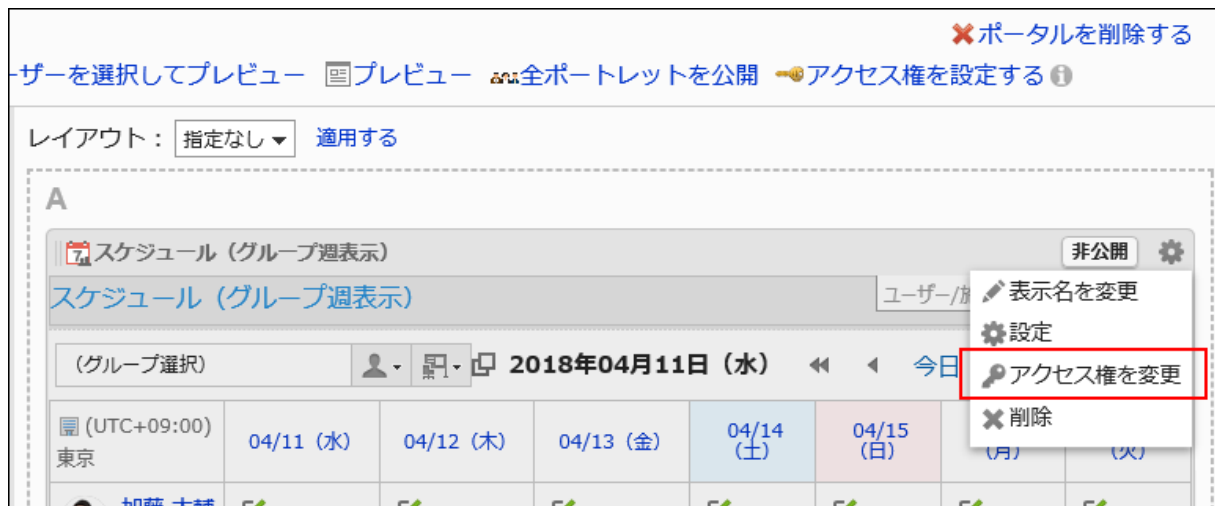 ポータルを削除する
ーザーを選択してプレビュー プレビュー 全ポートレットを公開 アクセス権を設定する
レイアウト： 指定なし 適用する
A
スケジュール（グループ週表示） 非公開
スケジュール（グループ週表示） ユーザー/施
表示名を変更
設定
（グループ選択） 2018年04月11日（水） 今日
アクセス権を変更
削除
(UTC+09:00)
東京
04/11（水） 04/12（木） 04/13（金） 04/14（土） 04/15（日） （月） （火）